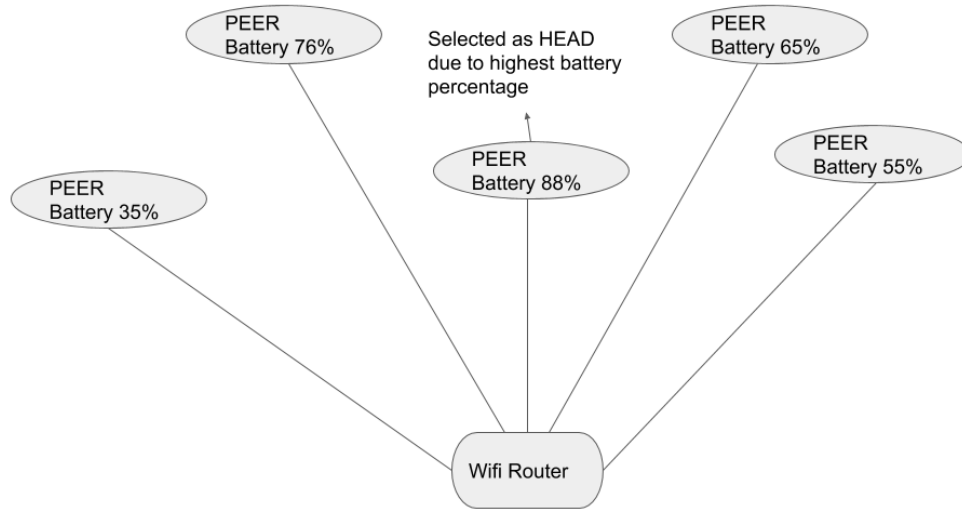 PEER
Battery 76%
Selected as HEAD
due to highest battery
percentage
PEER
Battery 65%
PEER
Battery 35%
PEER
Battery 88%
PEER
Battery 55%
Wifi Router